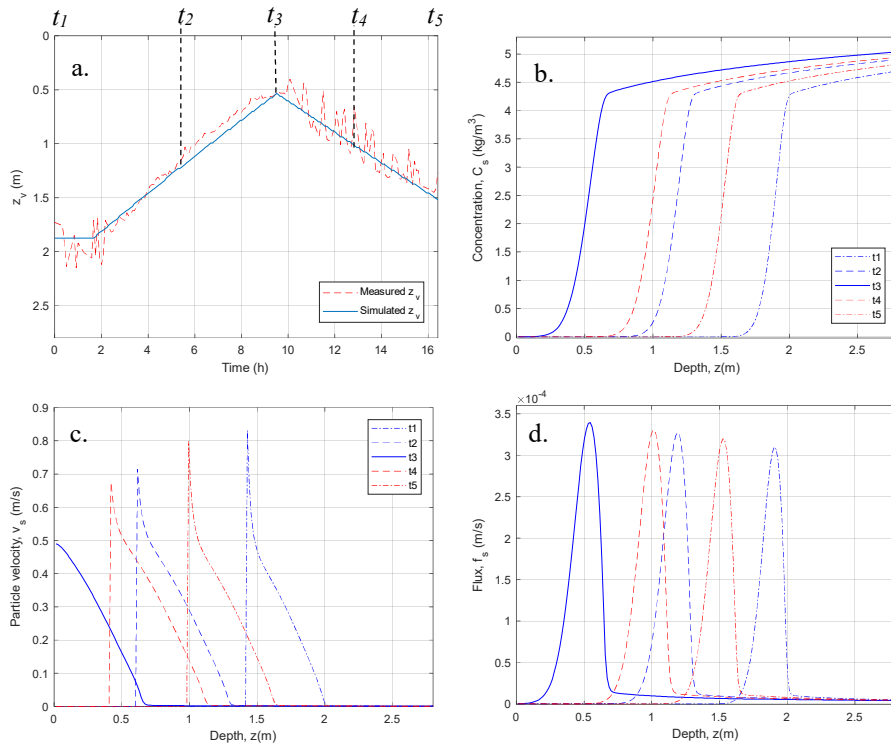 t1 t2 t3 t4 t5
a.
0
0.5
1
1.5
2
2.5
z_v (m)
0 2 4 6 8 10 12 14 16
Time (h)
Measured z_v
Simulated z_v
b.
5
4.5
4
3.5
3
2.5
2
1.5
1
0.5
0
Concentration, C_s (kg/m³)
0 0.5 1 1.5 2 2.5
Depth, z(m)
t1
t2
t3
t4
t5
c.
0.9
0.8
0.7
0.6
0.5
0.4
0.3
0.2
0.1
0
Particle velocity, v_s (m/s)
0 0.5 1 1.5 2 2.5
Depth, z(m)
t1
t2
t3
t4
t5
×10⁻⁴
d.
3.5
3
2.5
2
1.5
1
0.5
0
Flux, f_s (m/s)
0 0.5 1 1.5 2 2.5
Depth, z(m)